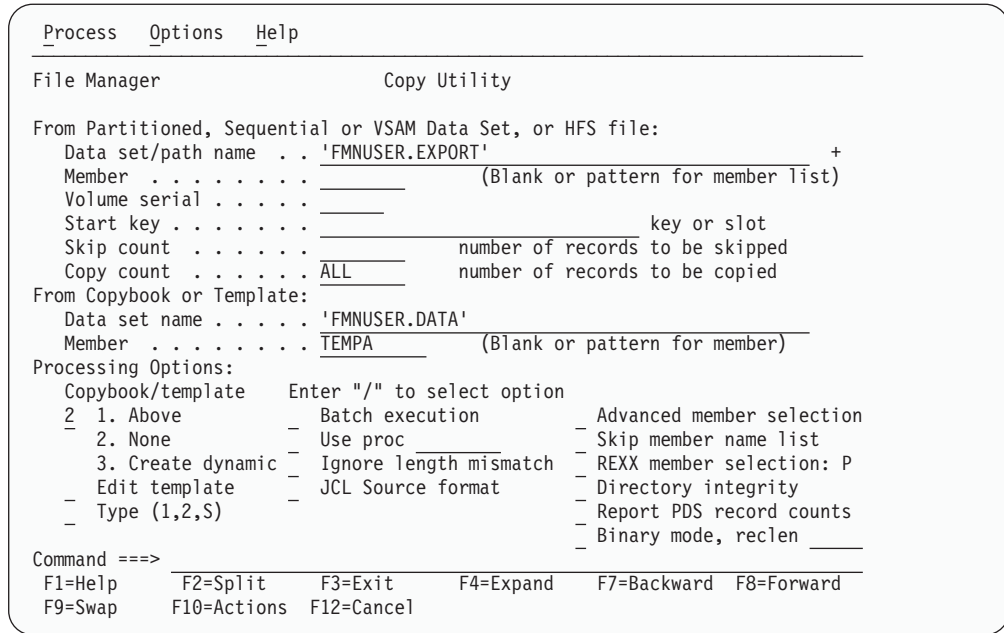 Process Options Help
File Manager Copy Utility
From Partitioned, Sequential or VSAM Data Set, or HFS file:
Data set/path name . . 'FMNUSER.EXPORT' +
Member . . . . . . . . (Blank or pattern for member list)
Volume serial . . . . .
Start key . . . . . . . key or slot
Skip count . . . . . . number of records to be skipped
Copy count . . . . . . ALL number of records to be copied
From Copybook or Template:
Data set name . . . . . 'FMNUSER.DATA'
Member . . . . . . . . TEMPA (Blank or pattern for member)
Processing Options:
Copybook/template Enter "/" to select option
2 1. Above _ Batch execution _ Advanced member selection
2. None _ Use proc ________ _ Skip member name list
3. Create dynamic _ Ignore length mismatch _ REXX member selection: P
_ Edit template _ JCL Source format _ Directory integrity
_ Type (1,2,S) _ Report PDS record counts
_ Binary mode, reclen _____
Command ===>
F1=Help F2=Split F3=Exit F4=Expand F7=Backward F8=Forward
F9=Swap F10=Actions F12=Cancel